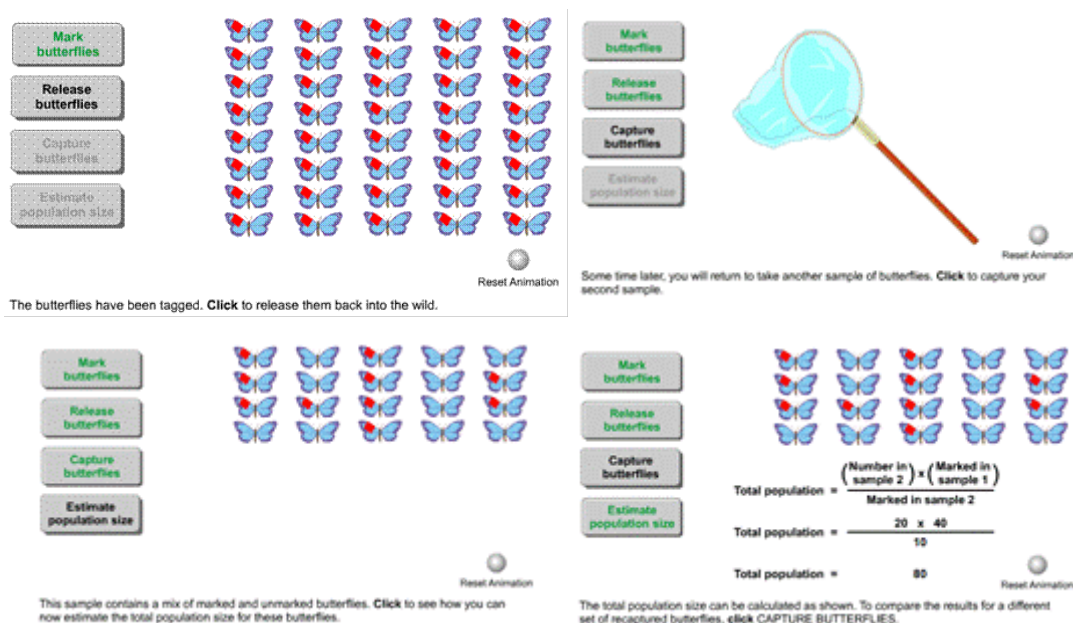 Mark
butterflies
Release
butterflies
Capture
butterflies
Estimate
population size
Reset Animation
The butterflies have been tagged. Click to release them back into the wild.
Mark
butterflies
Release
butterflies
Capture
butterflies
Estimate
population size
Reset Animation
Some time later, you will return to take another sample of butterflies. Click to capture your
second sample.
Mark
butterflies
Release
butterflies
Capture
butterflies
Estimate
population size
Reset Animation
This sample contains a mix of marked and unmarked butterflies. Click to see how you can
now estimate the total population size for these butterflies.
Mark
butterflies
Release
butterflies
Capture
butterflies
Estimate
population size
(Number in sample 2) x (Marked in sample 1)
Total population =
Marked in sample 2
20 x 40
Total population =
10
Total population = 80
Reset Animation
The total population size can be calculated as shown. To compare the results for a different
set of recaptured butterflies, click CAPTURE BUTTERFLIES.